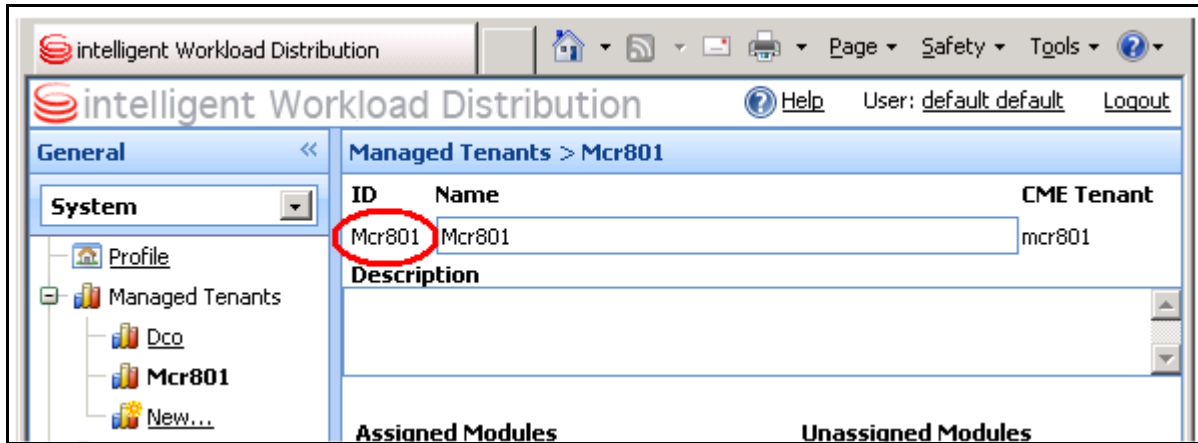 intelligent Workload Distribution
Page Safety Tools
intelligent Workload Distribution
Help User: default default Logout
General
System
Profile
Managed Tenants
Dco
Mcr801
New...
Managed Tenants > Mcr801
ID Name CME Tenant
Mcr801 Mcr801 mcr801
Description
Assigned Modules Unassigned Modules